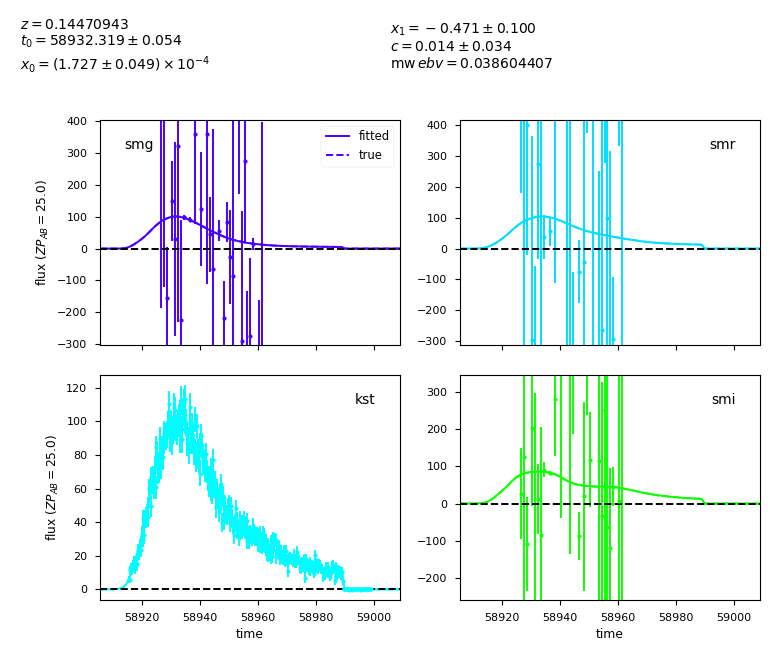 z = 0.14470943
t₀ = 58932.319 ± 0.054
x₀ = (1.727 ± 0.049) × 10⁻⁴
x₁ = −0.471 ± 0.100
c = 0.014 ± 0.034
mw ebv = 0.038604407
smg
fitted
true
400
300
200
100
0
−100
−200
−300
flux (ZP_AB = 25.0)
smr
400
300
200
100
0
−100
−200
−300
kst
120
100
80
60
40
20
0
flux (ZP_AB = 25.0)
58920 58940 58960 58980 59000
time
smi
300
200
100
0
−100
−200
58920 58940 58960 58980 59000
time